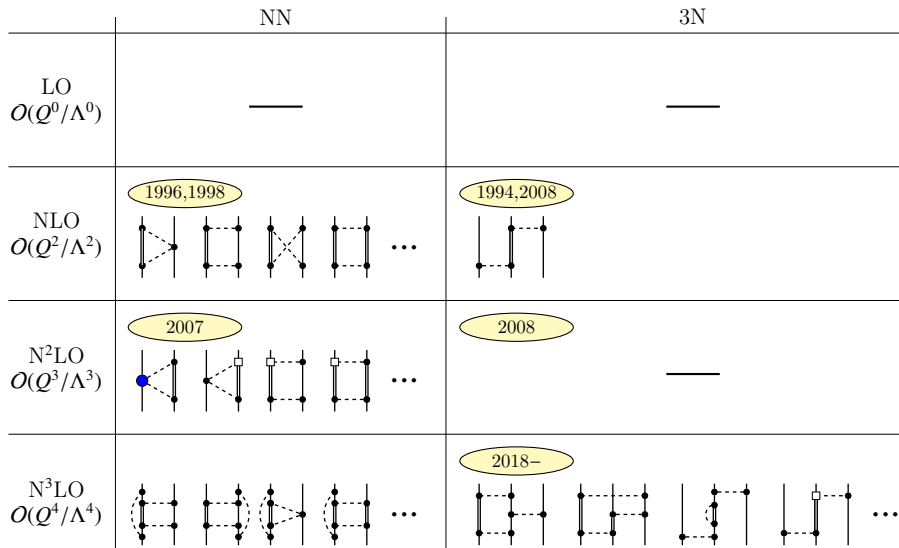 NN 3N
LO
𝒪(Q⁰/Λ⁰)
1996,1998 1994,2008
NLO
𝒪(Q²/Λ²)
...
2007 2008
N²LO
𝒪(Q³/Λ³)
...
2018−
N³LO
𝒪(Q⁴/Λ⁴)
... ...